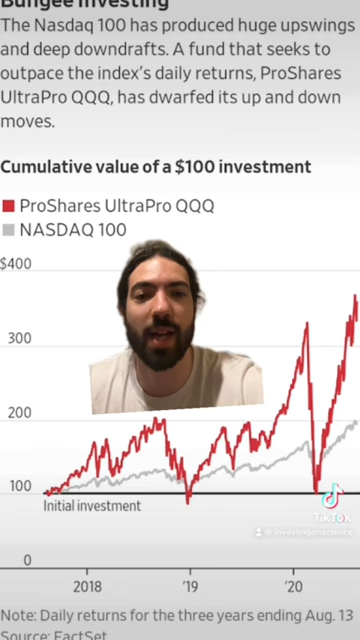 Bungee Investing
The Nasdaq 100 has produced huge upswings
and deep downdrafts. A fund that seeks to
outpace the index's daily returns, ProShares
UltraPro QQQ, has dwarfed its up and down
moves.
Cumulative value of a $100 investment
ProShares UltraPro QQQ
NASDAQ 100
$400
300
200
100
Initial investment
TikTok
@investingonscience
0
2018
'19
'20
Note: Daily returns for the three years ending Aug. 13
Source: FactSet